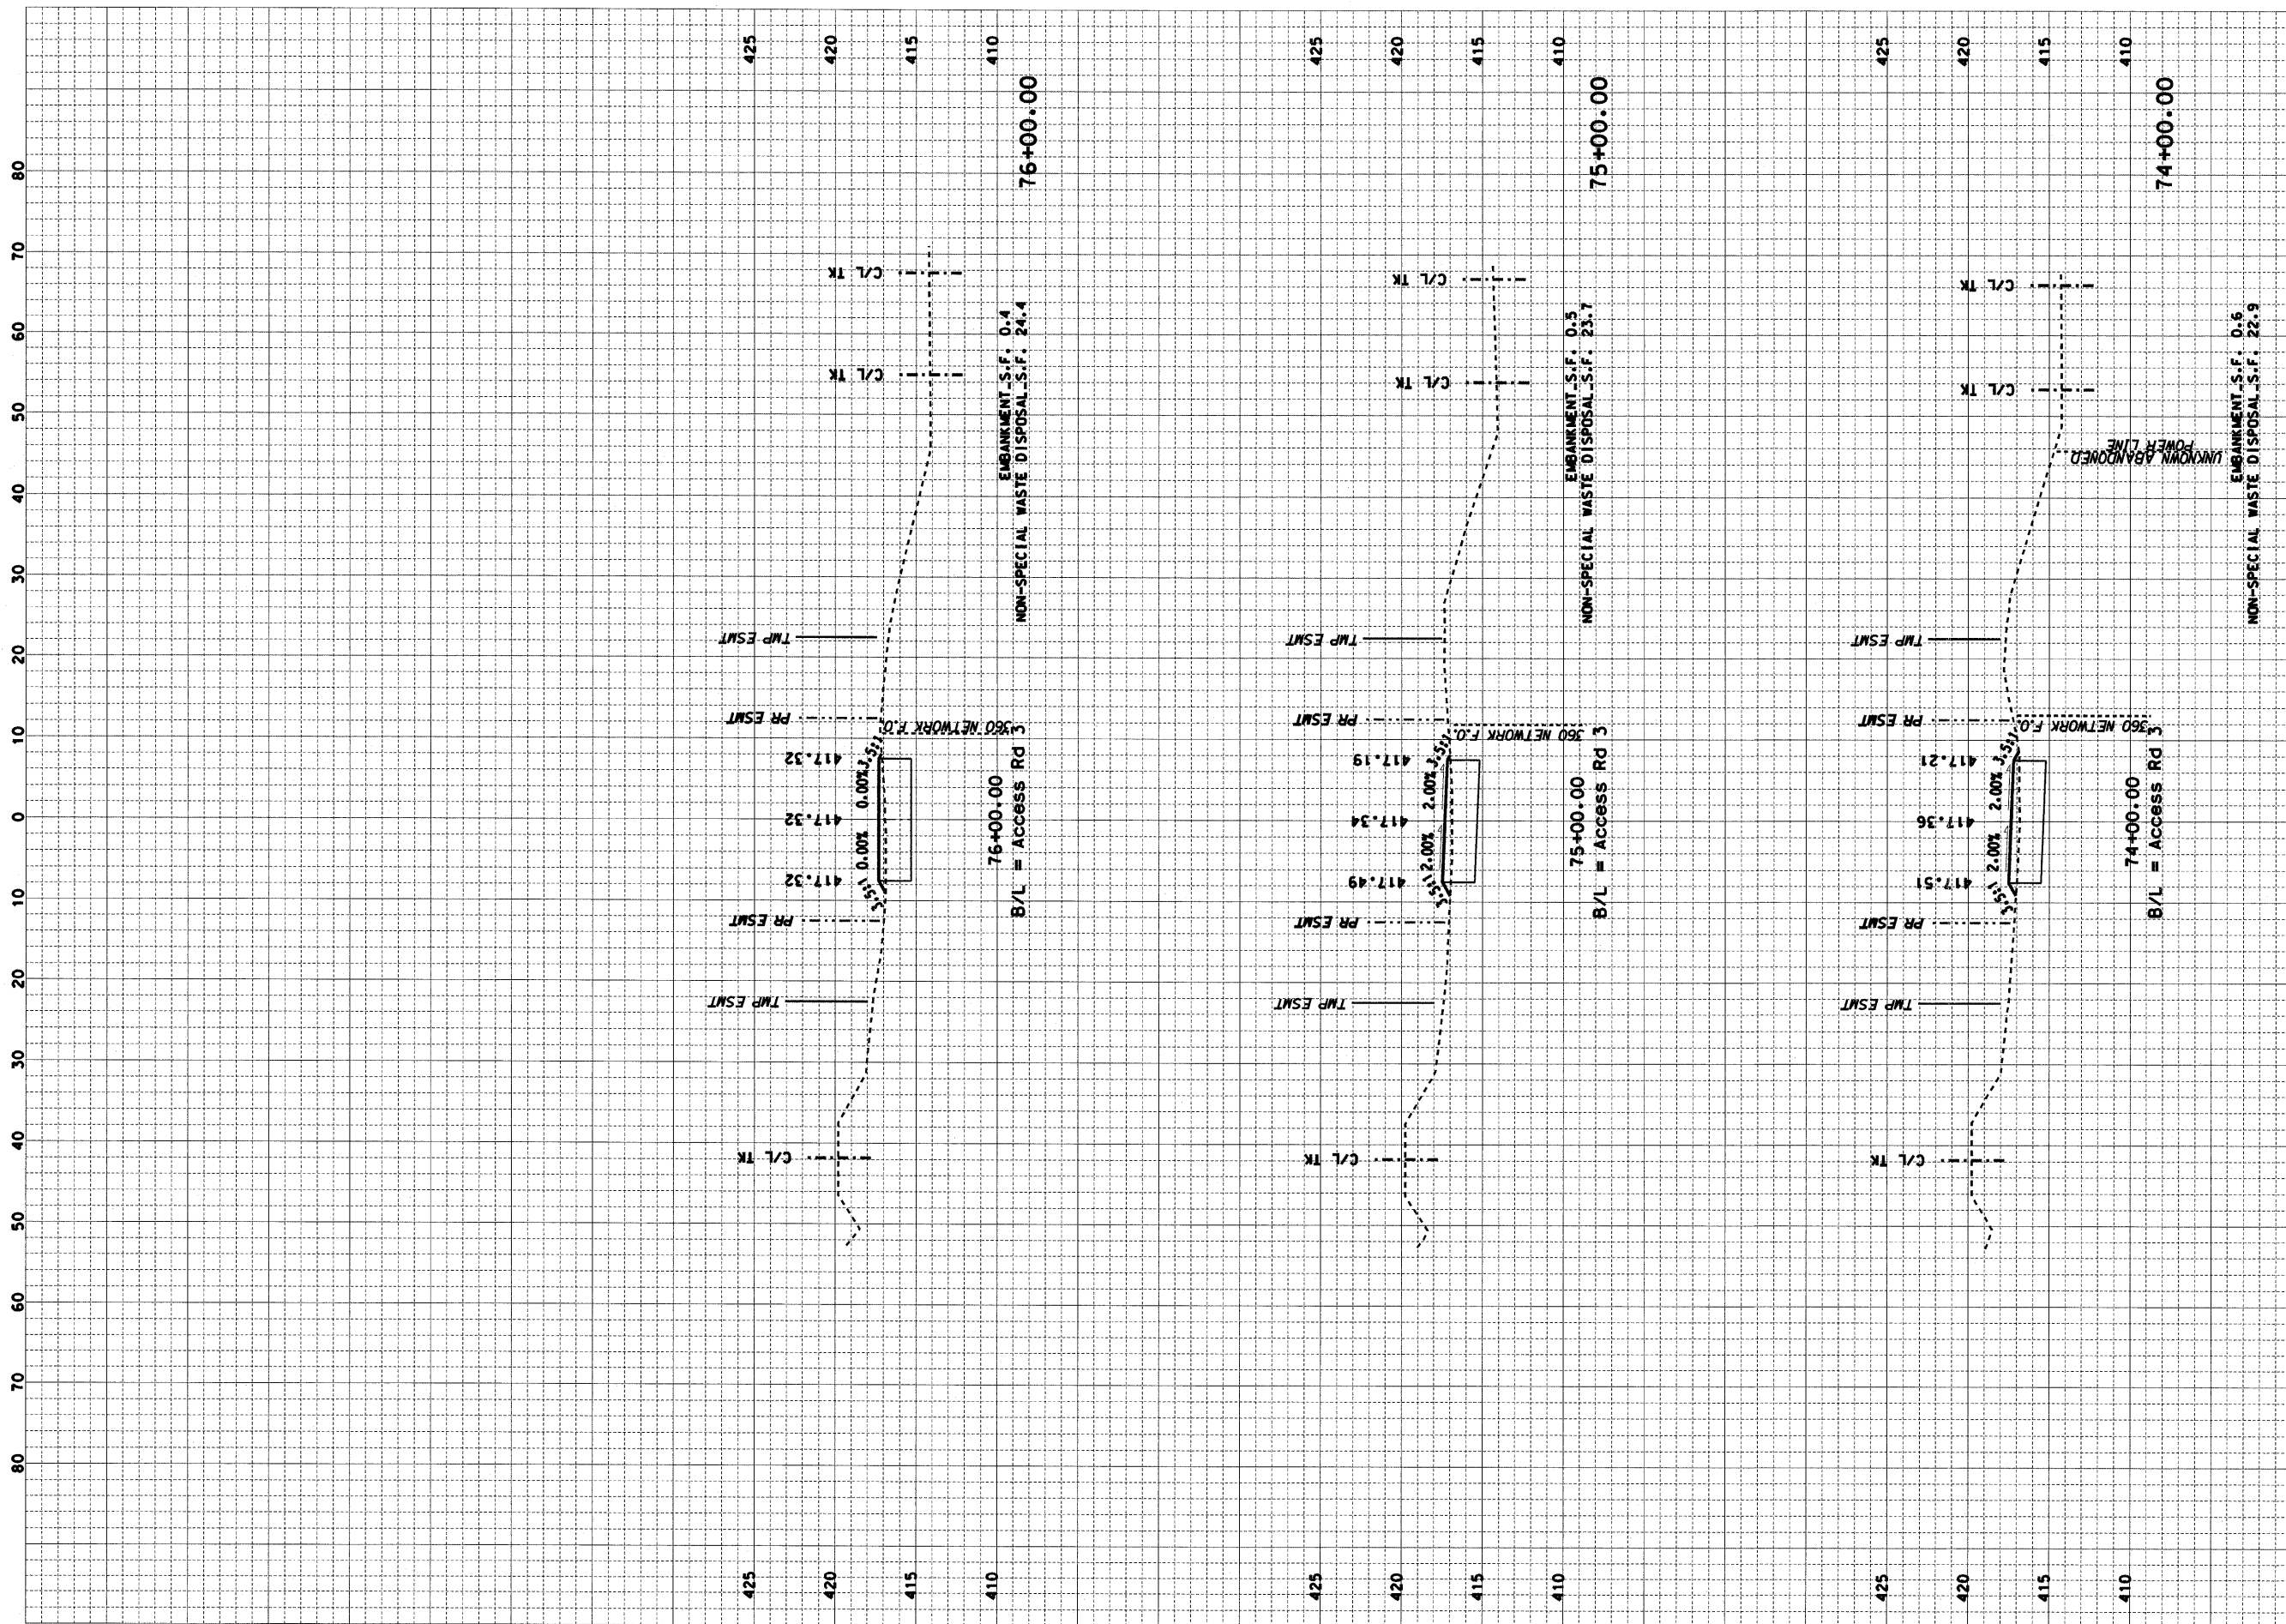 80 70 60 50 40 30 20 10 0 10 20 30 40 50 60 70 80
425
425
420
420
415
415
410
410
TMP ESMT
PR ESMT
PR ESMT
TMP ESMT
C/L TK
C/L TK
C/L TK
417.32
417.32
417.32
3.5:1 0.00% 0.00% 3.5:1
360 NETWORK F.O.
76+00.00
B/L = Access Rd 3
EMBANKMENT_S.F. 0.4
NON-SPECIAL WASTE DISPOSAL_S.F. 24.4
76+00.00
425
425
420
420
415
415
410
410
TMP ESMT
PR ESMT
PR ESMT
TMP ESMT
C/L TK
C/L TK
C/L TK
417.49
417.34
417.19
3.5:1 2.00% 2.00% 3.5:1
360 NETWORK F.O.
75+00.00
B/L = Access Rd 3
EMBANKMENT_S.F. 0.5
NON-SPECIAL WASTE DISPOSAL_S.F. 23.7
75+00.00
425
425
420
420
415
415
410
410
TMP ESMT
PR ESMT
PR ESMT
TMP ESMT
C/L TK
C/L TK
C/L TK
417.51
417.36
417.21
3.5:1 2.00% 2.00% 3.5:1
360 NETWORK F.O.
UNKNOWN ABANDONED
POWER LINE
74+00.00
B/L = Access Rd 3
EMBANKMENT_S.F. 0.6
NON-SPECIAL WASTE DISPOSAL_S.F. 22.9
74+00.00